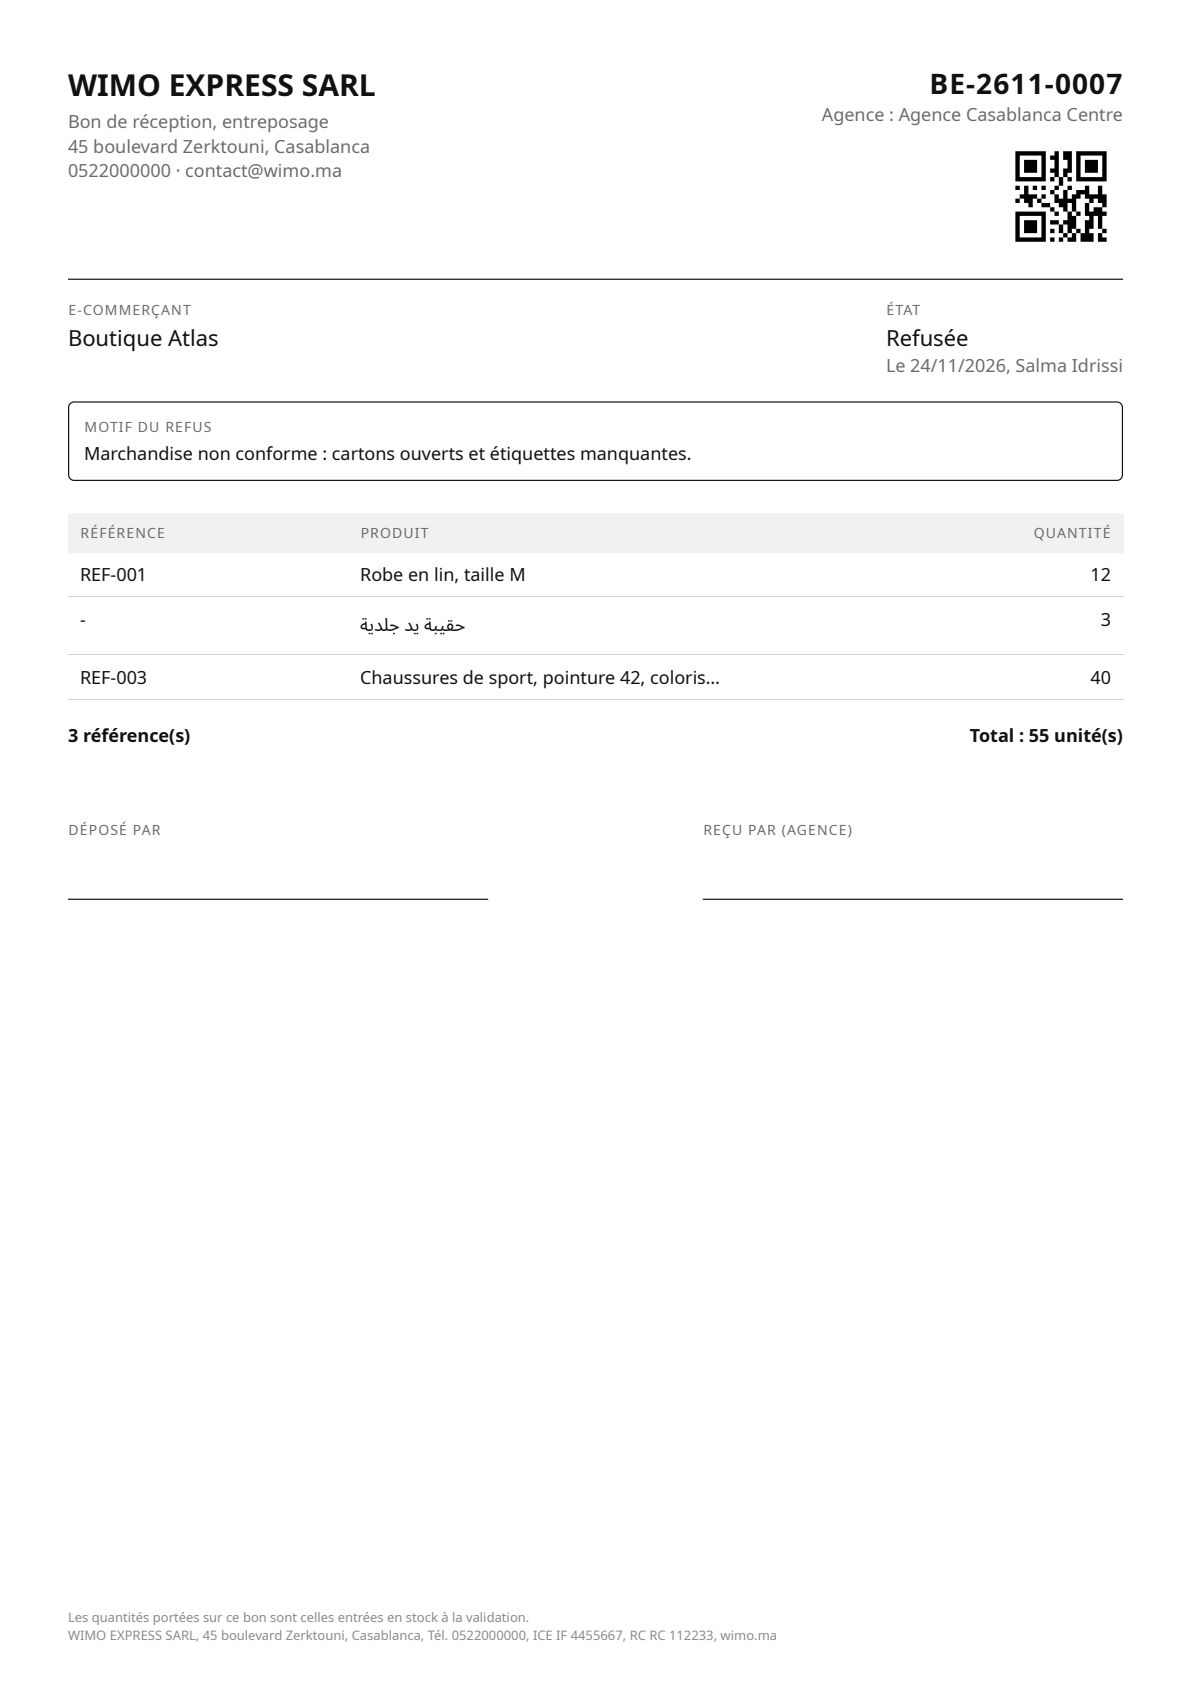 WIMO EXPRESS SARL
Bon de réception, entreposage
45 boulevard Zerktouni, Casablanca
0522000000 · contact@wimo.ma
BE-2611-0007
Agence : Agence Casablanca Centre
E-COMMERÇANT
Boutique Atlas
ÉTAT
Refusée
Le 24/11/2026, Salma Idrissi
MOTIF DU REFUS
Marchandise non conforme : cartons ouverts et étiquettes manquantes.
RÉFÉRENCE PRODUIT QUANTITÉ
REF-001 Robe en lin, taille M 12
- حقيبة يد جلدية 3
REF-003 Chaussures de sport, pointure 42, coloris… 40
3 référence(s) Total : 55 unité(s)
DÉPOSÉ PAR REÇU PAR (AGENCE)
Les quantités portées sur ce bon sont celles entrées en stock à la validation.
WIMO EXPRESS SARL, 45 boulevard Zerktouni, Casablanca, Tél. 0522000000, ICE IF 4455667, RC RC 112233, wimo.ma